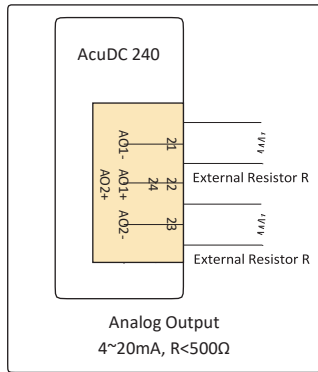 AcuDC 240
AO1-
21
AO1+
22
AO2+
24
AO2-
23
External Resistor R
External Resistor R
Analog Output
4~20mA, R<500Ω